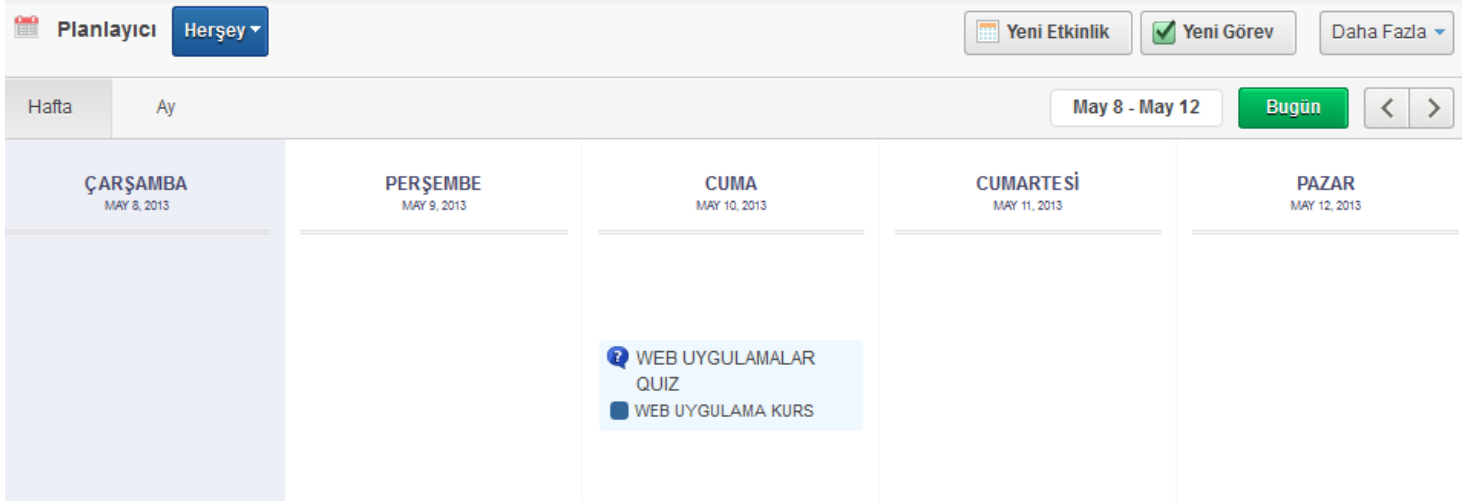 Planlayıcı Herşey Yeni Etkinlik Yeni Görev Daha Fazla
Hafta Ay May 8 - May 12 Bugün
ÇARŞAMBA PERŞEMBE CUMA CUMARTESİ PAZAR
MAY 8, 2013 MAY 9, 2013 MAY 10, 2013 MAY 11, 2013 MAY 12, 2013
WEB UYGULAMALAR
QUIZ
WEB UYGULAMA KURS